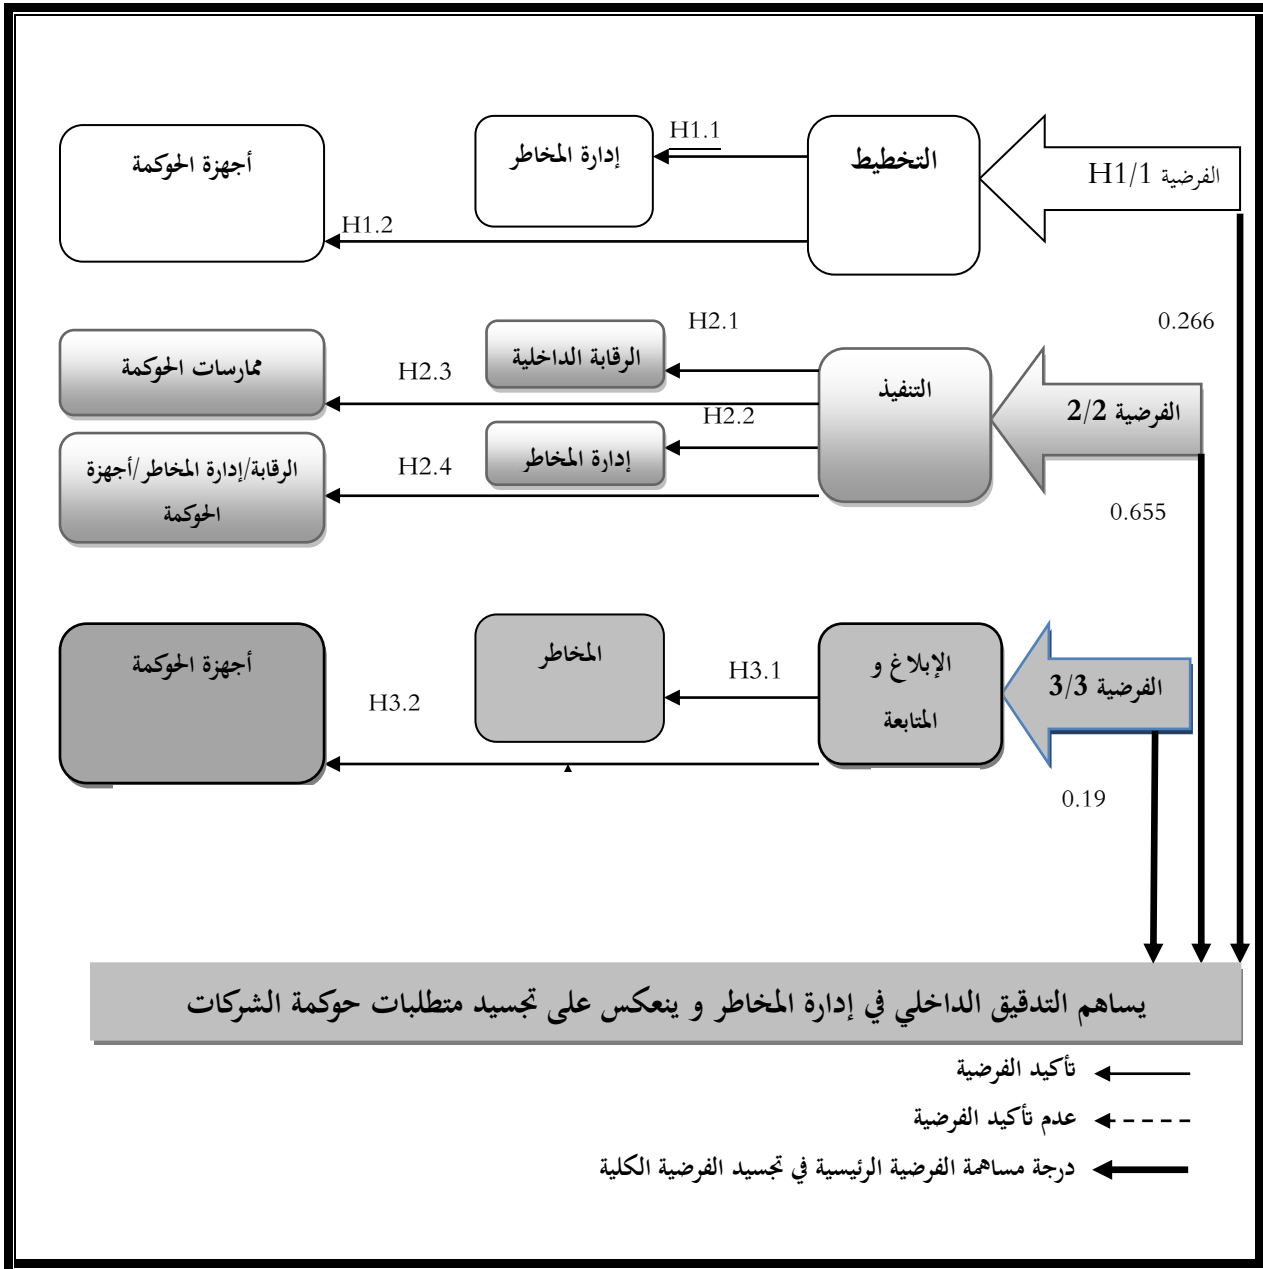 الفرضية H1/1
التخطيط
H1.1
إدارة المخاطر
أجهزة الحوكمة
H1.2
0.266
الفرضية 2/2
التنفيذ
H2.1
الرقابة الداخلية
H2.3
ممارسات الحوكمة
H2.2
إدارة المخاطر
H2.4
الرقابة/إدارة المخاطر/أجهزة
الحوكمة
0.655
الفرضية 3/3
الإبلاغ و
المتابعة
H3.1
المخاطر
H3.2
أجهزة الحوكمة
0.19
يساهم التدقيق الداخلي في إدارة المخاطر و ينعكس على تجسيد متطلبات حوكمة الشركات
تأكيد الفرضية
عدم تأكيد الفرضية
درجة مساهمة الفرضية الرئيسية في تجسيد الفرضية الكلية